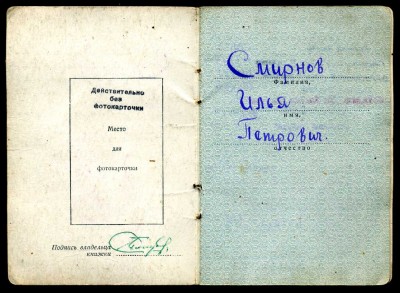 Действительно
без
фотокарточки
Место
для
фотокарточки
Подпись владельца
книжки
Смирнов
Фамилия,
Илья
имя,
Петрович.
отчество